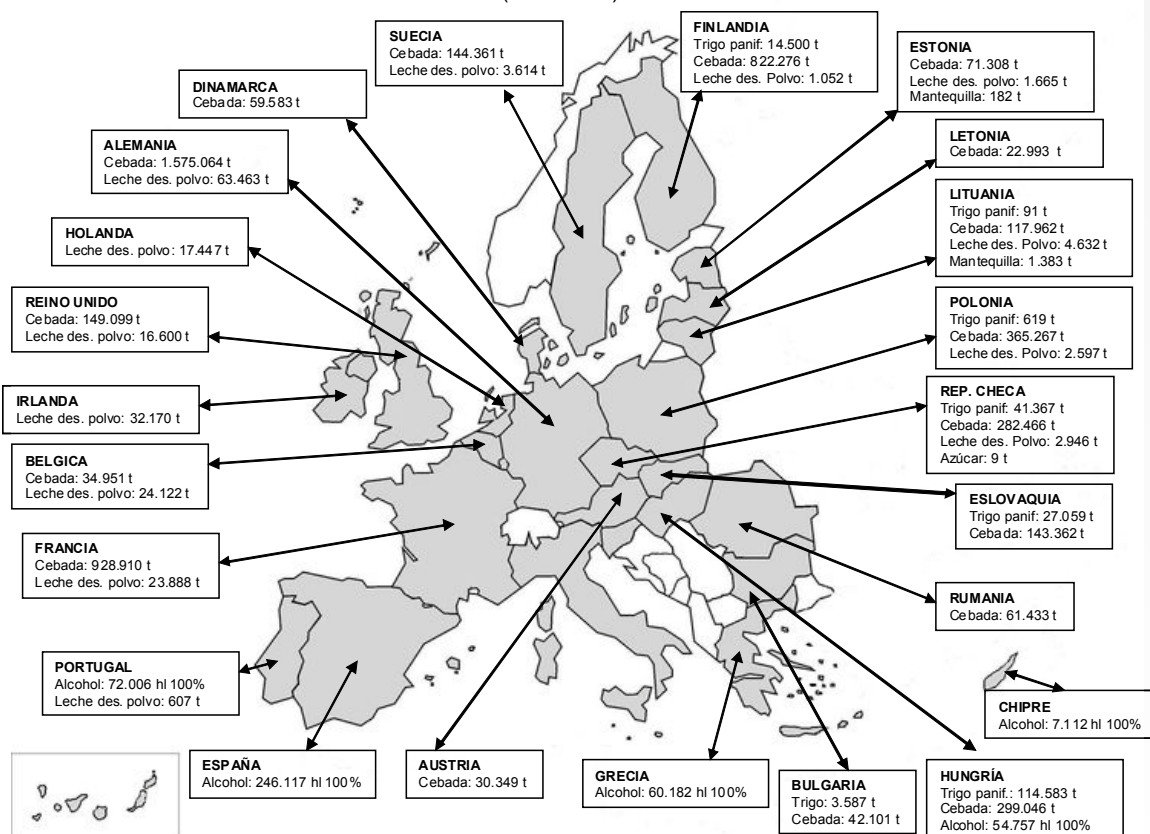 SUECIA
Cebada: 144.361 t
Leche des. polvo: 3.614 t
FINLANDIA
Trigo panif: 14.500 t
Cebada: 822.276 t
Leche des. Polvo: 1.052 t
ESTONIA
Cebada: 71.308 t
Leche des. polvo: 1.665 t
Mantequilla: 182 t
DINAMARCA
Cebada: 59.583 t
LETONIA
Cebada: 22.993 t
ALEMANIA
Cebada: 1.575.064 t
Leche des. polvo: 63.463 t
LITUANIA
Trigo panif: 91 t
Cebada: 117.962 t
Leche des. Polvo: 4.632 t
Mantequilla: 1.383 t
HOLANDA
Leche des. polvo: 17.447 t
REINO UNIDO
Cebada: 149.099 t
Leche des. polvo: 16.600 t
POLONIA
Trigo panif: 619 t
Cebada: 365.267 t
Leche des. Polvo: 2.597 t
IRLANDA
Leche des. polvo: 32.170 t
REP. CHECA
Trigo panif: 41.367 t
Cebada: 282.466 t
Leche des. Polvo: 2.946 t
Azúcar: 9 t
BELGICA
Cebada: 34.951 t
Leche des. polvo: 24.122 t
ESLOVAQUIA
Trigo panif: 27.059 t
Cebada: 143.362 t
FRANCIA
Cebada: 928.910 t
Leche des. polvo: 23.888 t
RUMANIA
Cebada: 61.433 t
PORTUGAL
Alcohol: 72.006 hl 100%
Leche des. polvo: 607 t
CHIPRE
Alcohol: 7.112 hl 100%
ESPAÑA
Alcohol: 246.117 hl 100%
AUSTRIA
Cebada: 30.349 t
GRECIA
Alcohol: 60.182 hl 100%
BULGARIA
Trigo: 3.587 t
Cebada: 42.101 t
HUNGRÍA
Trigo panif.: 114.583 t
Cebada: 299.046 t
Alcohol: 54.757 hl 100%